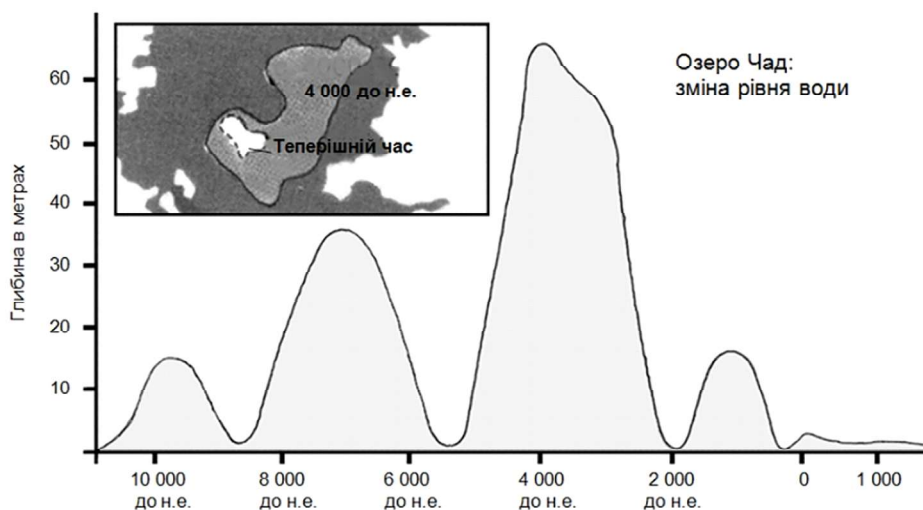 Озеро Чад:
зміна рівня води
4 000 до н.е.
Теперішній час
Глибина в метрах
60
50
40
30
20
10
10 000
до н.е.
8 000
до н.е.
6 000
до н.е.
4 000
до н.е.
2 000
до н.е.
0
1 000